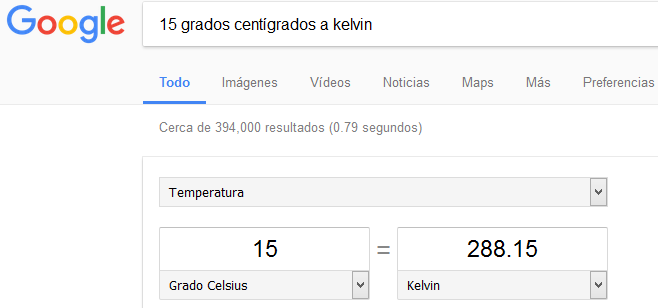 Google
15 grados centígrados a kelvin
Todo Imágenes Vídeos Noticias Maps Más Preferencias
Cerca de 394,000 resultados (0.79 segundos)
Temperatura
15 = 288.15
Grado Celsius Kelvin